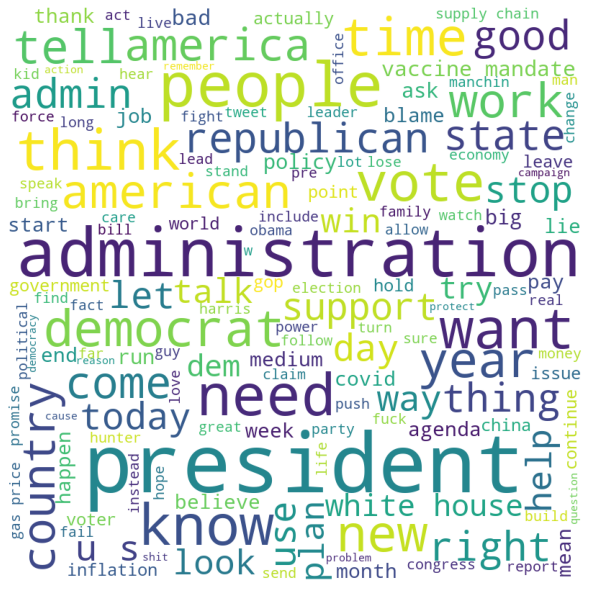 thank act live bad actually supply chain
tell america time good
kid action hear remember office vaccine mandate manchin man
admin people ask work change
force long job fight tweet leader blame
think lead republican state
speak stand policy lot lose economy leave campaign
bring american pre point vote stop
start care world include family watch big lie
bill obama allow win
administration
w
government let talk gop election hold try pay pass real
find fact harris support
political democracy democrat power turn sure protect want
reason far run guy follow day year
end dem medium way thing issue money
love claim covid
country come need push
cause today great week party agenda china help continue
promise happen hunter instead hope life
gas price president question
believe white house
voter know use plan new right build
fail u s look fuck mean
inflation shit send month problem congress report